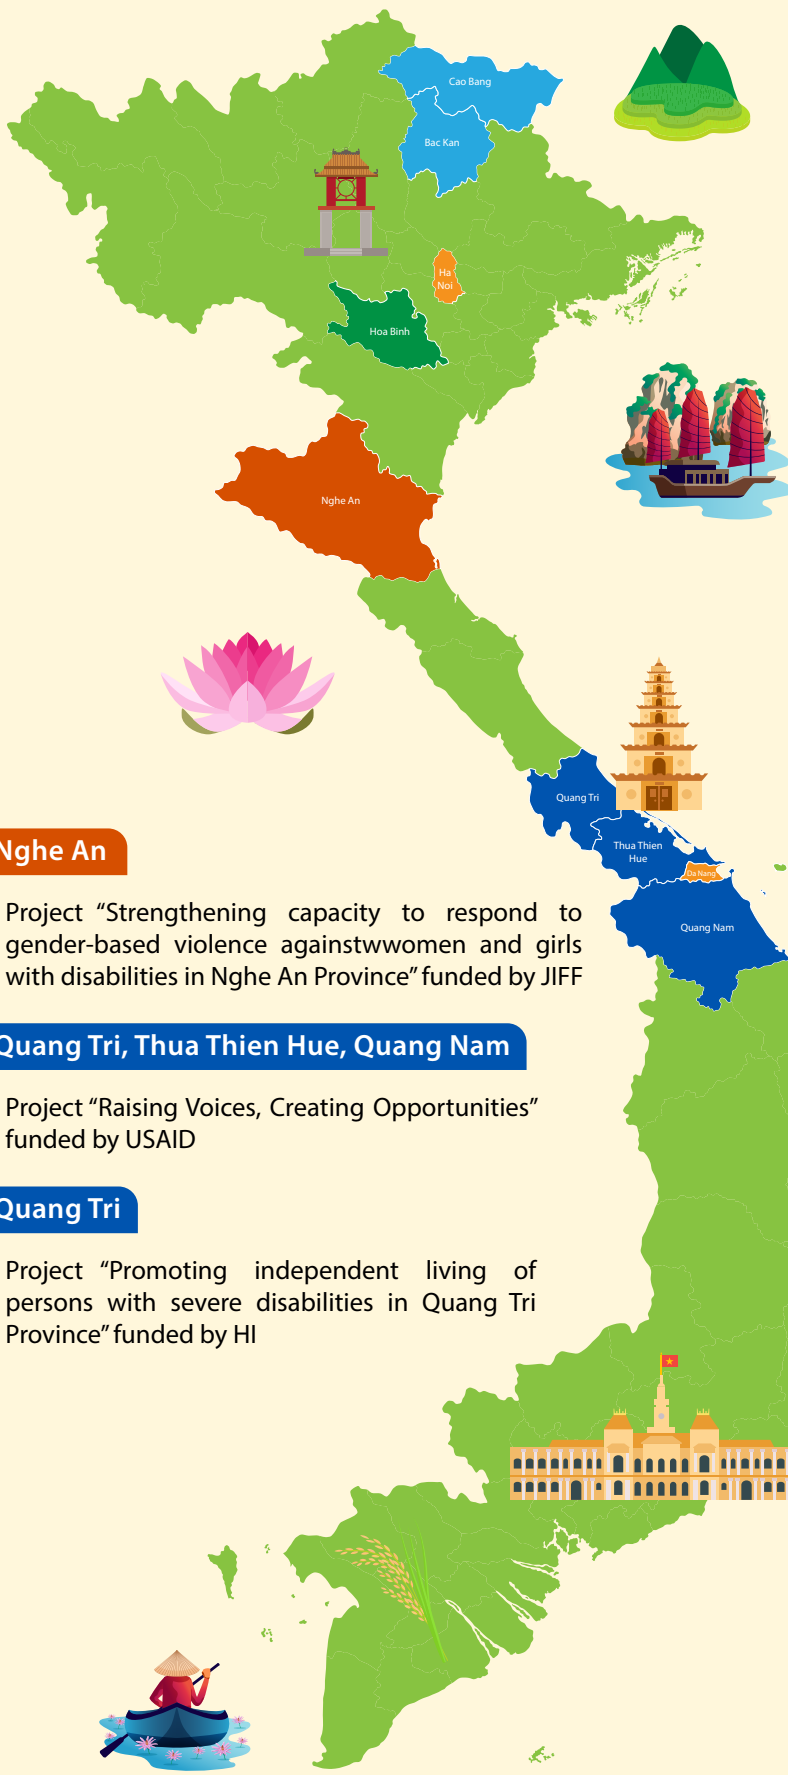 Cao Bang
Bac Kan
Ha
Noi
Hoa Binh
Nghe An
Quang Tri
Thua Thien
Hue
Da Nang
Quang Nam
Nghe An
Project “Strengthening capacity to respond to
gender-based violence againstwwomen and girls
with disabilities in Nghe An Province” funded by JIFF
Quang Tri, Thua Thien Hue, Quang Nam
Project “Raising Voices, Creating Opportunities”
funded by USAID
Quang Tri
Project “Promoting independent living of
persons with severe disabilities in Quang Tri
Province” funded by HI